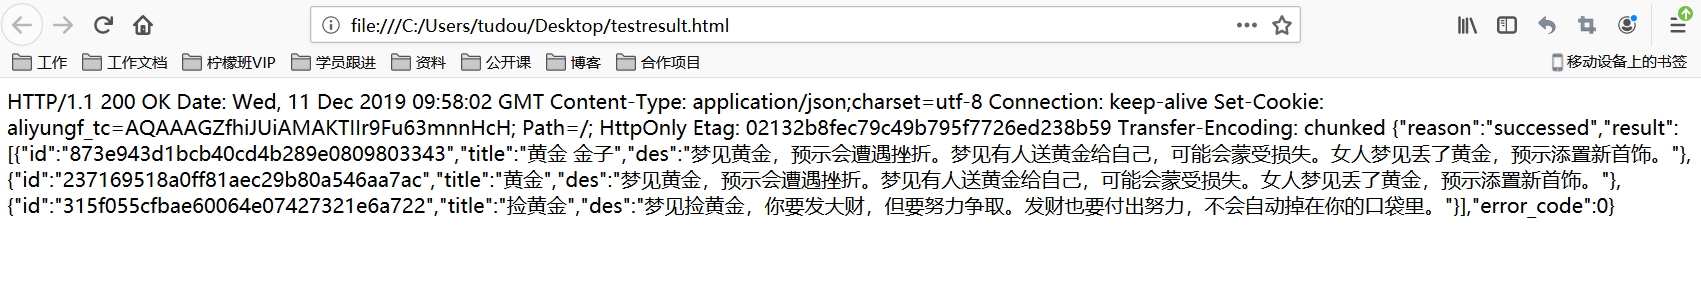 file:///C:/Users/tudou/Desktop/testresult.html
工作 工作文档 柠檬班VIP 学员跟进 资料 公开课 博客 合作项目 移动设备上的书签
HTTP/1.1 200 OK Date: Wed, 11 Dec 2019 09:58:02 GMT Content-Type: application/json;charset=utf-8 Connection: keep-alive Set-Cookie:
aliyungf_tc=AQAAAGZfhiJUiAMAKTIIr9Fu63mnnHcH; Path=/; HttpOnly Etag: 02132b8fec79c49b795f7726ed238b59 Transfer-Encoding: chunked {"reason":"successed","result":
[{"id":"873e943d1bcb40cd4b289e0809803343","title":"黄金 金子","des":"梦见黄金，预示会遭遇挫折。梦见有人送黄金给自己，可能会蒙受损失。女人梦见丢了黄金，预示添置新首饰。"},
{"id":"237169518a0ff81aec29b80a546aa7ac","title":"黄金","des":"梦见黄金，预示会遭遇挫折。梦见有人送黄金给自己，可能会蒙受损失。女人梦见丢了黄金，预示添置新首饰。"},
{"id":"315f055cfbae60064e07427321e6a722","title":"捡黄金","des":"梦见捡黄金，你要发大财，但要努力争取。发财也要付出努力，不会自动掉在你的口袋里。"}],"error_code":0}